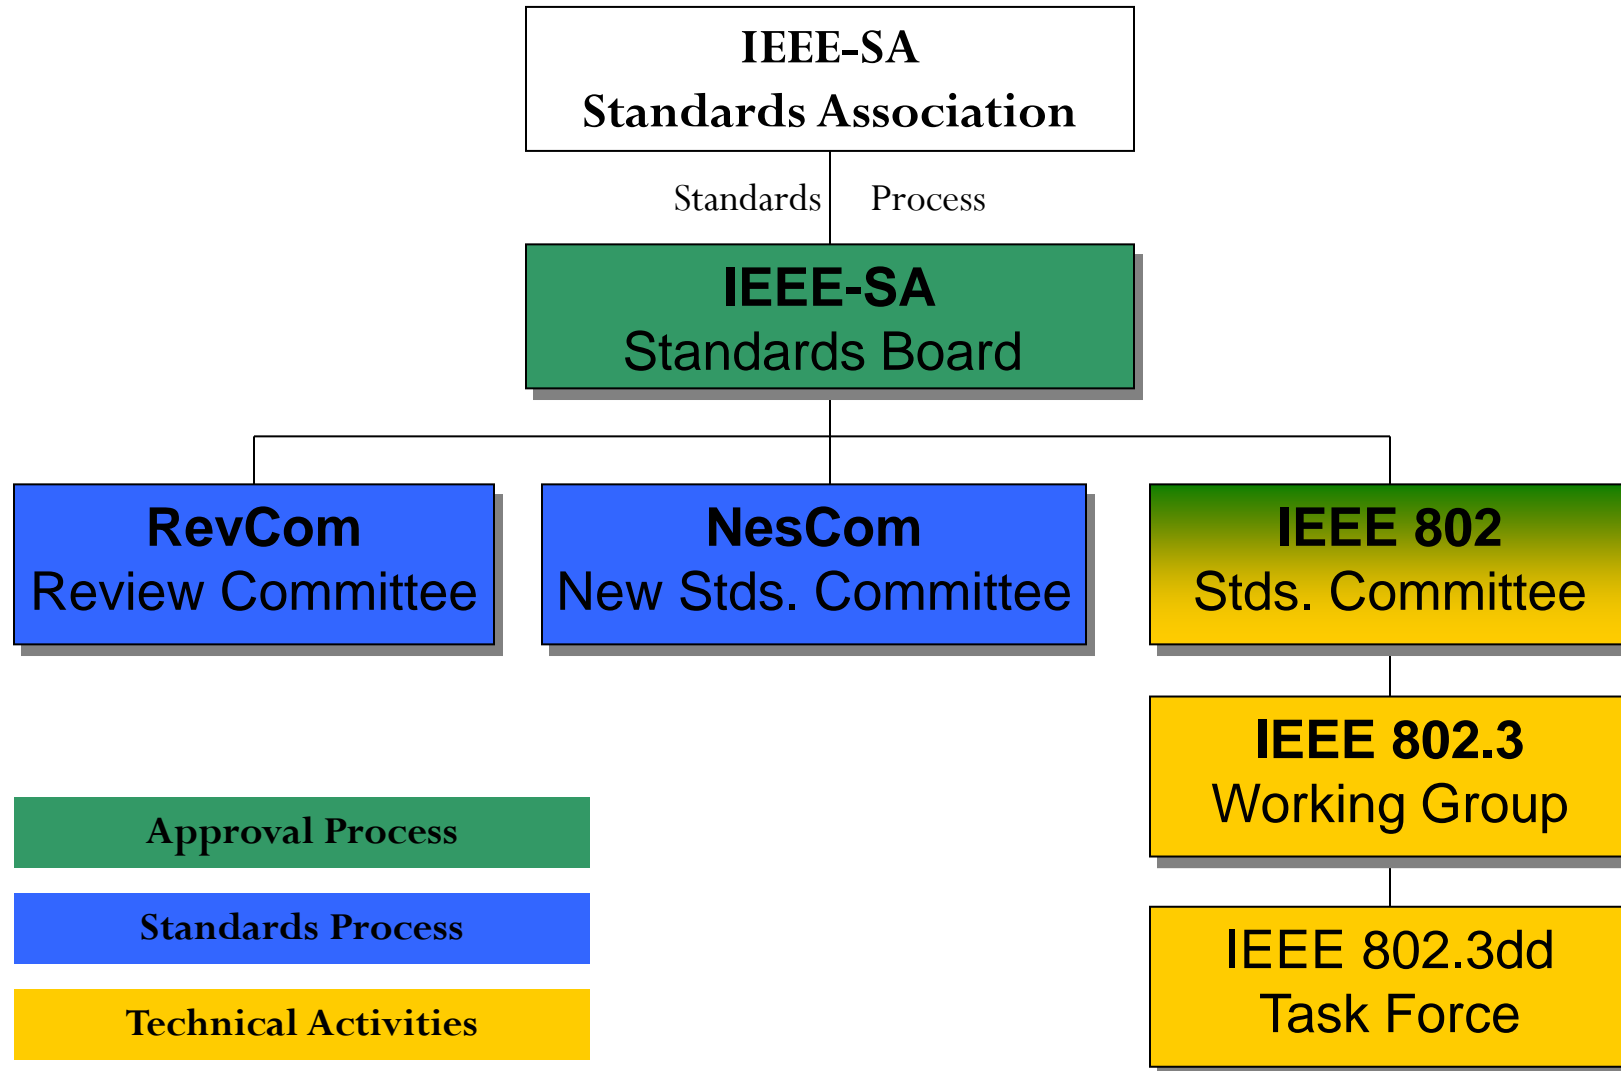 IEEE-SA
Standards Association
Standards Process
IEEE-SA
Standards Board
RevCom
Review Committee
NesCom
New Stds. Committee
IEEE 802
Stds. Committee
IEEE 802.3
Working Group
IEEE 802.3dd
Task Force
Approval Process
Standards Process
Technical Activities